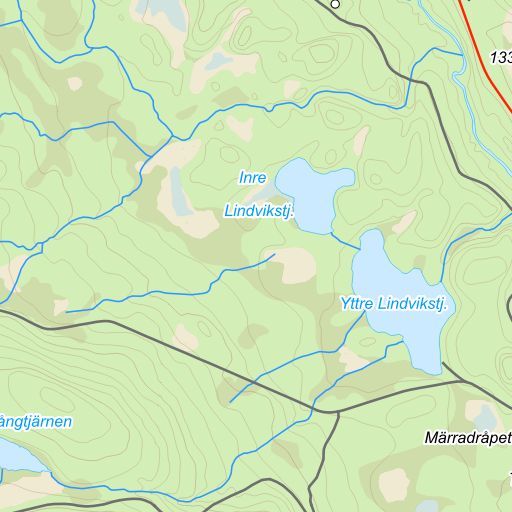 133
Inre
Lindvikstj.
Yttre Lindvikstj.
ångtjärnen
Märradråpet